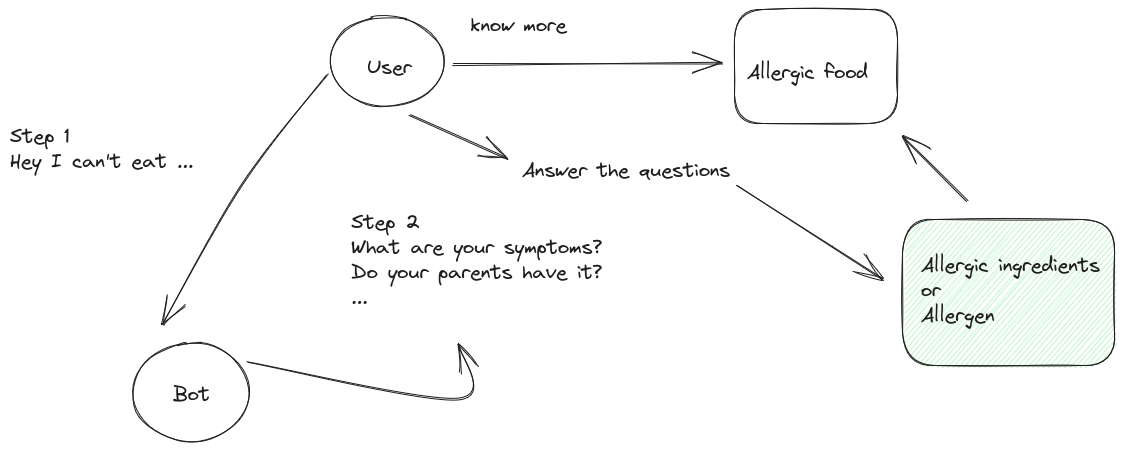 know more
User
Allergic food
Step 1
Hey I can't eat ...
Answer the questions
Step 2
What are your symptoms?
Do your parents have it?
...
Allergic ingredients
or
Allergen
Bot